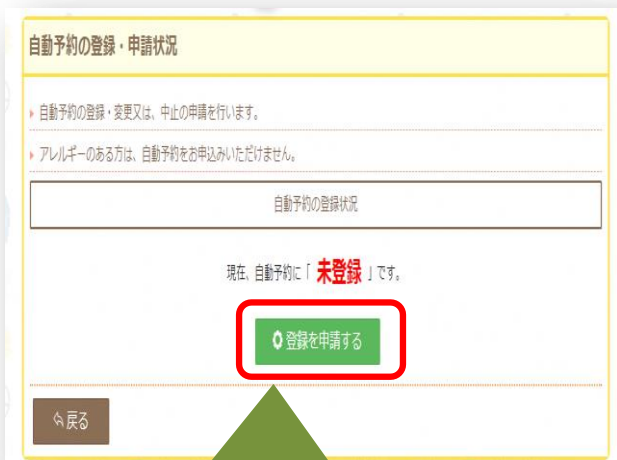 自動予約の登録・申請状況
自動予約の登録・変更又は、中止の申請を行います。
アレルギーのある方は、自動予約をお申込みいただけません。
自動予約の登録状況
現在、自動予約に「 未登録 」です。
登録を申請する
戻る